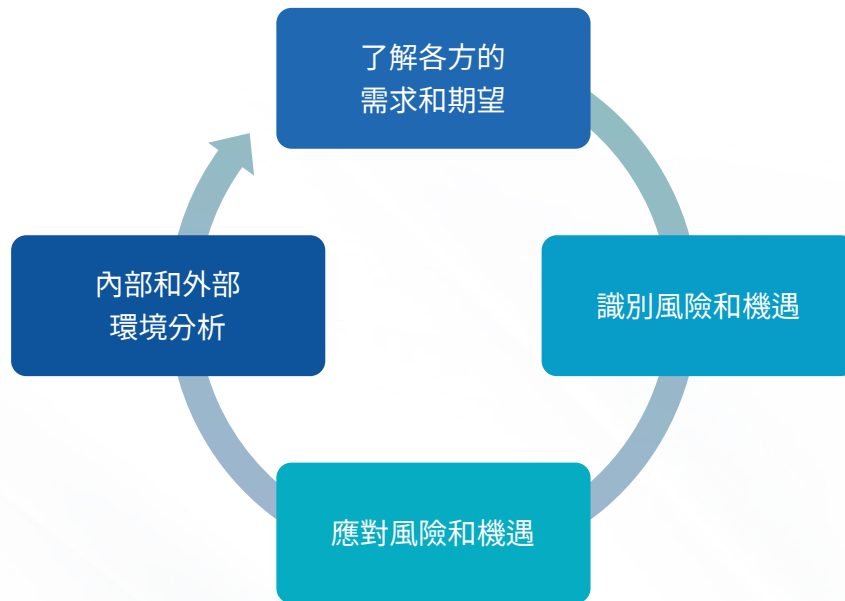 了解各方的
需求和期望
內部和外部
環境分析
識別風險和機遇
應對風險和機遇